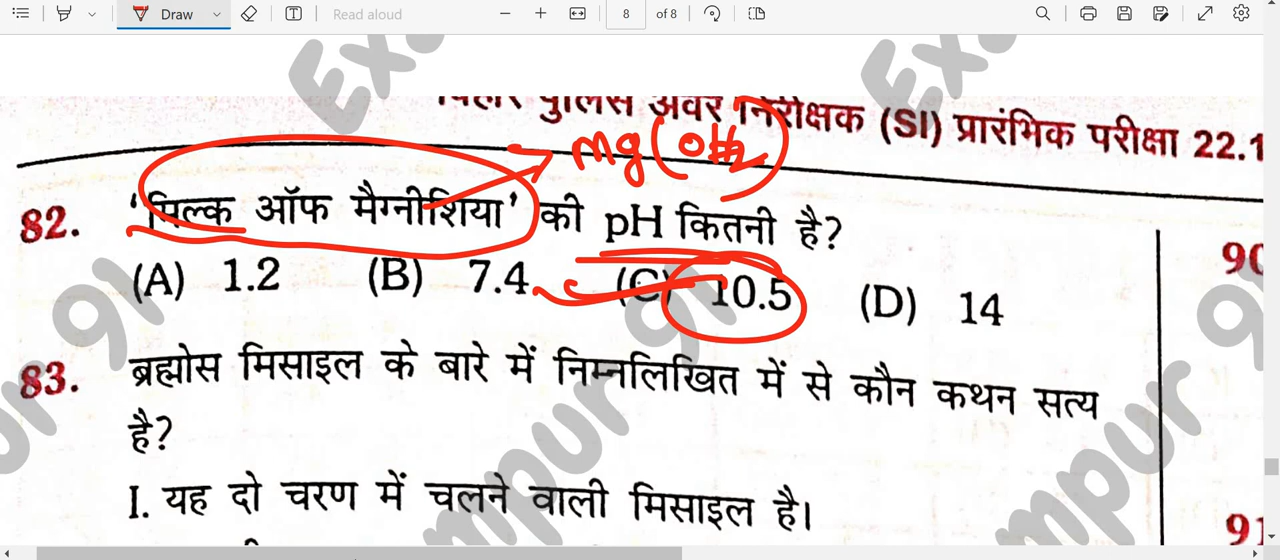 Draw
Read aloud
8
of 8
पुलिस अवर निरीक्षक (SI) प्रारंभिक परीक्षा 22.1
mg(OH)2
82. 'मिल्क ऑफ मैग्नीशिया' की pH कितनी है?
(A) 1.2 (B) 7.4 (C) 10.5 (D) 14
90
83. ब्रह्मोस मिसाइल के बारे में निम्नलिखित में से कौन कथन सत्य
है?
I. यह दो चरण में चलने वाली मिसाइल है।
91